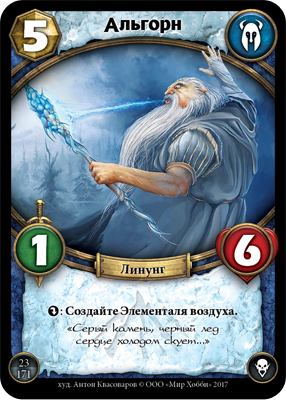 5
Альгорн
1
6
Линунг
: Создайте Элементаля воздуха.
«Серый камень, черный лед
сердце холодом скует...»
23
171
худ. Антон Квасоваров © ООО «Мир Хобби» 2017